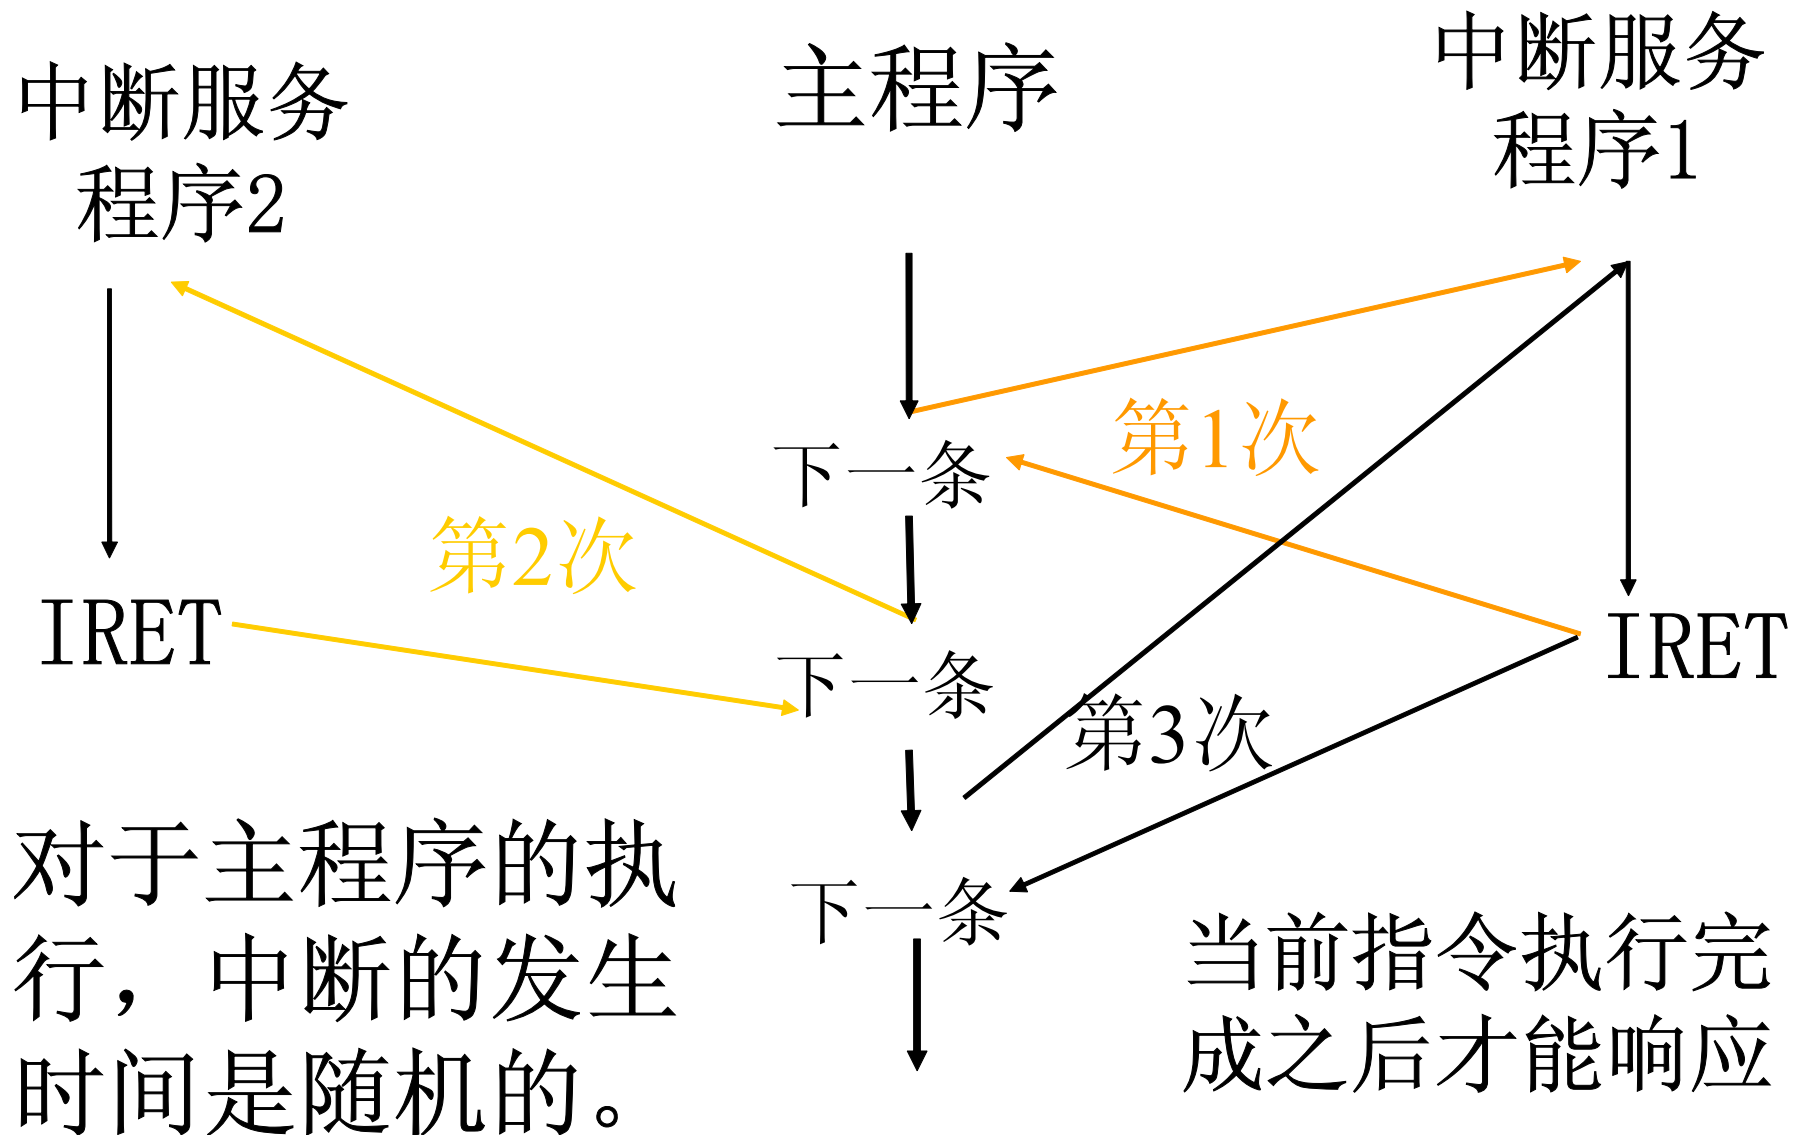 中断服务
程序2
主程序
中断服务
程序1
第1次
下一条
第2次
IRET
IRET
下一条
第3次
对于主程序的执
行，中断的发生
时间是随机的。
下一条
当前指令执行完
成之后才能响应